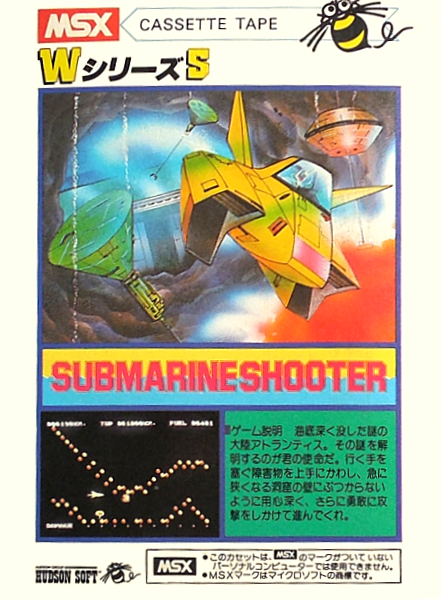 MSX CASSETTE TAPE
WシリーズS
SUBMARINESHOOTER
ゲーム説明 海底深く没した謎の
大陸アトランティス。その謎を解
明するのが君の使命だ。行く手を
塞ぐ障害物を上手にかわし、急に
狭くなる洞窟の壁にぶつからない
ように用心深く、さらに勇敢に攻
撃をしかけて進んでくれ。
HUDSON SOFT
MSX
●このカセットは、MSXのマークがついていない
パーソナルコンピューターでは使用できません。
●MSXマークはマイクロソフトの商標です。